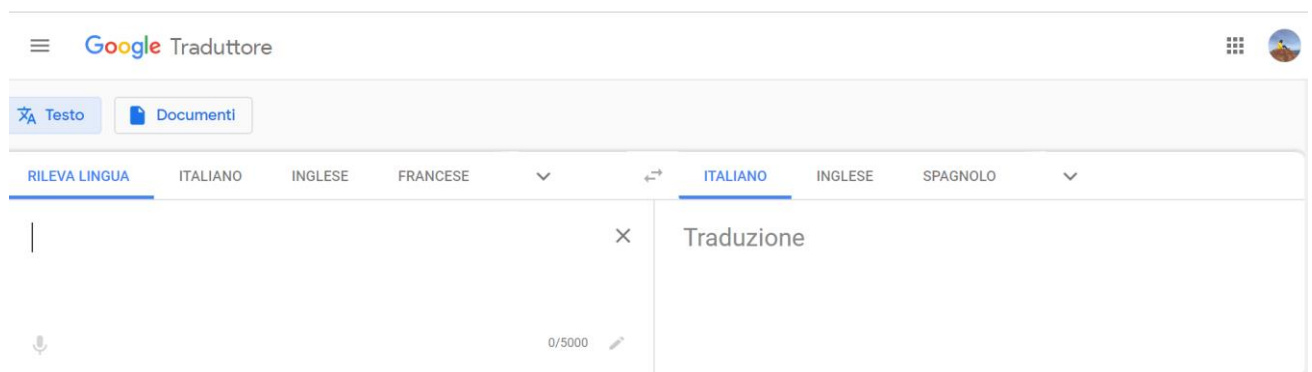 Google Traduttore
Testo Documenti
RILEVA LINGUA ITALIANO INGLESE FRANCESE ITALIANO INGLESE SPAGNOLO
Traduzione
0/5000